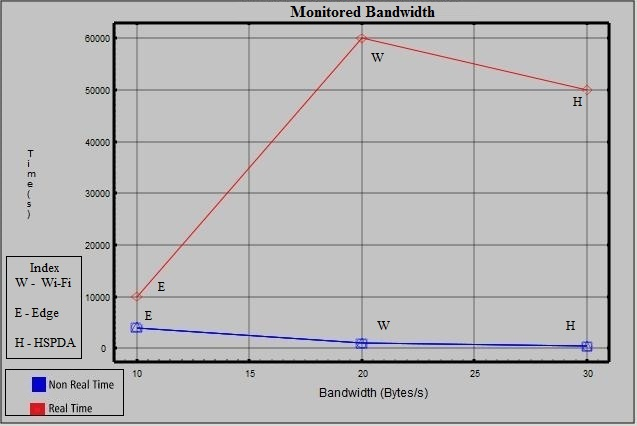 Monitored Bandwidth
60000
50000
40000
30000
20000
10000
0
Time(s)
W
H
E
E
W
H
10 15 20 25 30
Bandwidth (Bytes/s)
Index
W - Wi-Fi
E - Edge
H - HSPDA
Non Real Time
Real Time